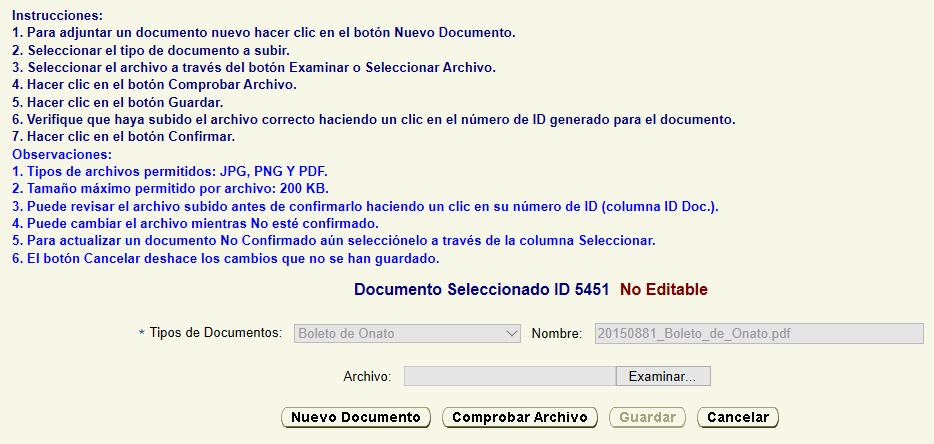 Instrucciones:
1. Para adjuntar un documento nuevo hacer clic en el botón Nuevo Documento.
2. Seleccionar el tipo de documento a subir.
3. Seleccionar el archivo a través del botón Examinar o Seleccionar Archivo.
4. Hacer clic en el botón Comprobar Archivo.
5. Hacer clic en el botón Guardar.
6. Verifique que haya subido el archivo correcto haciendo un clic en el número de ID generado para el documento.
7. Hacer clic en el botón Confirmar.
Observaciones:
1. Tipos de archivos permitidos: JPG, PNG Y PDF.
2. Tamaño máximo permitido por archivo: 200 KB.
3. Puede revisar el archivo subido antes de confirmarlo haciendo un clic en su número de ID (columna ID Doc.).
4. Puede cambiar el archivo mientras No esté confirmado.
5. Para actualizar un documento No Confirmado aún selecciónelo a través de la columna Seleccionar.
6. El botón Cancelar deshace los cambios que no se han guardado.
Documento Seleccionado ID 5451 No Editable
* Tipos de Documentos: Boleto de Onato Nombre: 20150881_Boleto_de_Onato.pdf
Archivo: Examinar...
Nuevo Documento Comprobar Archivo Guardar Cancelar